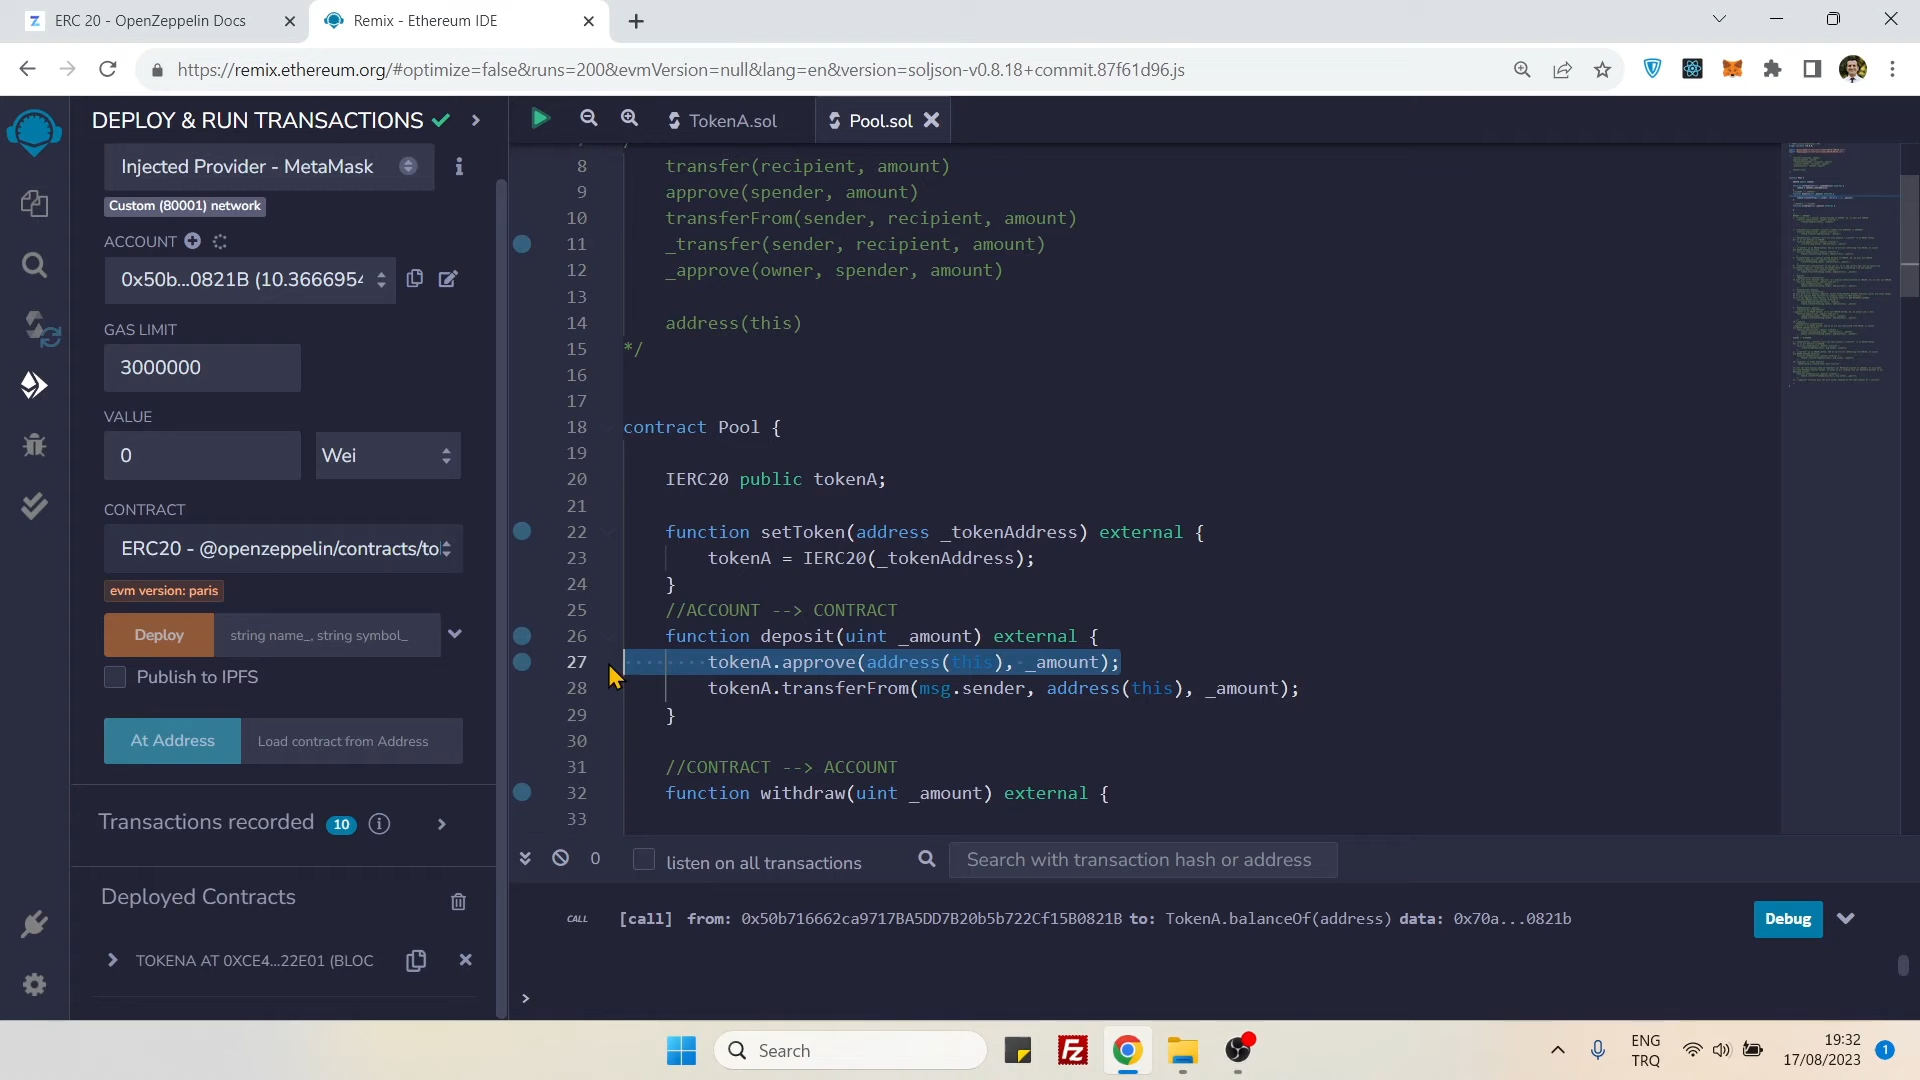 ERC 20 - OpenZeppelin Docs
Remix - Ethereum IDE
https://remix.ethereum.org/#optimize=false&runs=200&evmVersion=null&lang=en&version=soljson-v0.8.18+commit.87f61d96.js
DEPLOY & RUN TRANSACTIONS
Injected Provider - MetaMask
Custom (80001) network
ACCOUNT
0x50b...0821B (10.3666954
GAS LIMIT
3000000
VALUE
0
Wei
CONTRACT
ERC20 - @openzeppelin/contracts/to
evm version: paris
Deploy
string name_, string symbol_
Publish to IPFS
At Address
Load contract from Address
Transactions recorded 10
Deployed Contracts
TOKENA AT 0XCE4...22E01 (BLOC
TokenA.sol
Pool.sol
8 transfer(recipient, amount)
9 approve(spender, amount)
10 transferFrom(sender, recipient, amount)
11 _transfer(sender, recipient, amount)
12 _approve(owner, spender, amount)
13
14 address(this)
15 */
16
17
18 contract Pool {
19
20 IERC20 public tokenA;
21
22 function setToken(address _tokenAddress) external {
23 tokenA = IERC20(_tokenAddress);
24 }
25 //ACCOUNT --> CONTRACT
26 function deposit(uint _amount) external {
27 tokenA.approve(address(this), _amount);
28 tokenA.transferFrom(msg.sender, address(this), _amount);
29 }
30
31 //CONTRACT --> ACCOUNT
32 function withdraw(uint _amount) external {
33
0
listen on all transactions
Search with transaction hash or address
CALL [call] from: 0x50b716662ca9717BA5DD7B20b5b722Cf15B0821B to: TokenA.balanceOf(address) data: 0x70a...0821b
Debug
>
Search
ENG
TRQ
19:32
17/08/2023
1